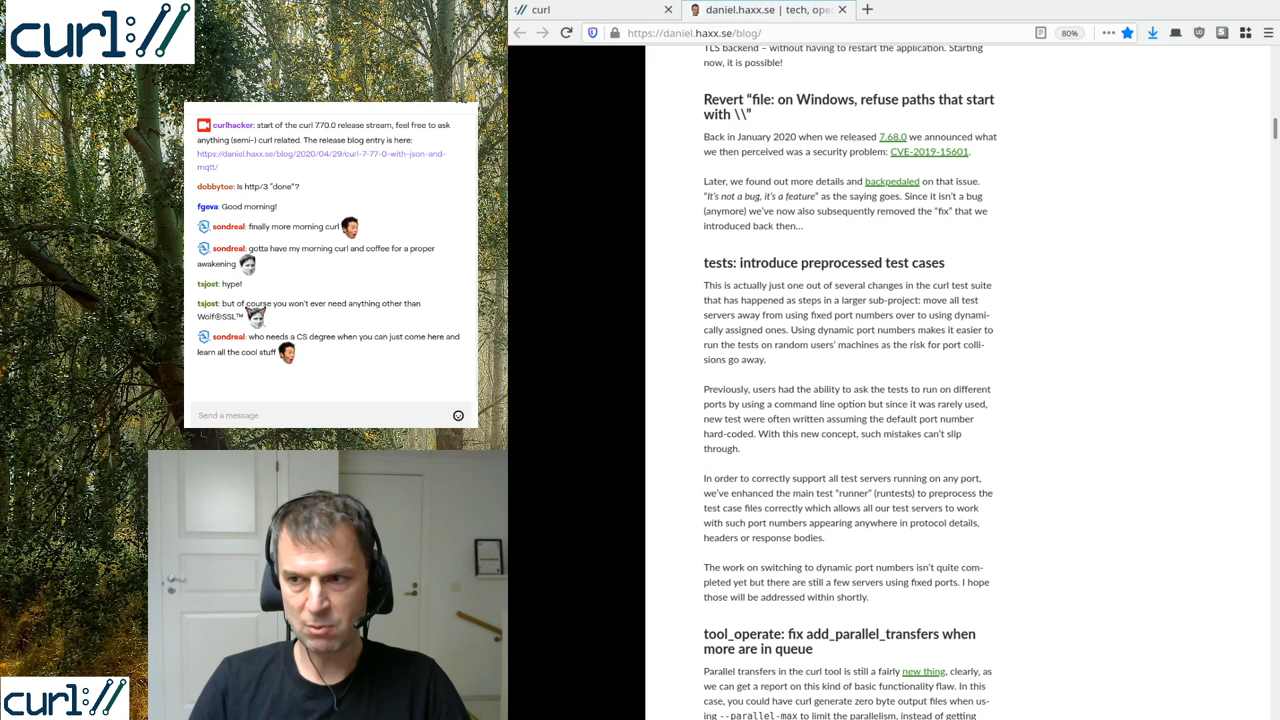 curl://
curlhacker: start of the curl 7.70.0 release stream, feel free to ask
anything (semi-) curl related. The release blog entry is here:
https://daniel.haxx.se/blog/2020/04/29/curl-7-77-0-with-json-and-
mqtt/
dobbytoe: Is http/3 "done"?
fgeva: Good morning!
sondreal: finally more morning curl
sondreal: gotta have my morning curl and coffee for a proper
awakening
tsjost: hype!
tsjost: but of course you won't ever need anything other than
Wolf®SSL™
sondreal: who needs a CS degree when you can just come here and
learn all the cool stuff
Send a message
curl://
curl
daniel.haxx.se | tech, ope
https://daniel.haxx.se/blog/
80%
TLS backend – without having to restart the application. Starting
now, it is possible!
Revert “file: on Windows, refuse paths that start
with \\”
Back in January 2020 when we released 7.68.0 we announced what
we then perceived was a security problem: CVE-2019-15601.
Later, we found out more details and backpedaled on that issue.
“It’s not a bug, it’s a feature” as the saying goes. Since it isn’t a bug
(anymore) we’ve now also subsequently removed the “fix” that we
introduced back then…
tests: introduce preprocessed test cases
This is actually just one out of several changes in the curl test suite
that has happened as steps in a larger sub-project: move all test
servers away from using fixed port numbers over to using dynami-
cally assigned ones. Using dynamic port numbers makes it easier to
run the tests on random users’ machines as the risk for port colli-
sions go away.
Previously, users had the ability to ask the tests to run on different
ports by using a command line option but since it was rarely used,
new test were often written assuming the default port number
hard-coded. With this new concept, such mistakes can’t slip
through.
In order to correctly support all test servers running on any port,
we’ve enhanced the main test “runner” (runtests) to preprocess the
test case files correctly which allows all our test servers to work
with such port numbers appearing anywhere in protocol details,
headers or response bodies.
The work on switching to dynamic port numbers isn’t quite com-
pleted yet but there are still a few servers using fixed ports. I hope
those will be addressed within shortly.
tool_operate: fix add_parallel_transfers when
more are in queue
Parallel transfers in the curl tool is still a fairly new thing, clearly, as
we can get a report on this kind of basic functionality flaw. In this
case, you could have curl generate zero byte output files when us-
ing --parallel-max to limit the parallelism, instead of getting